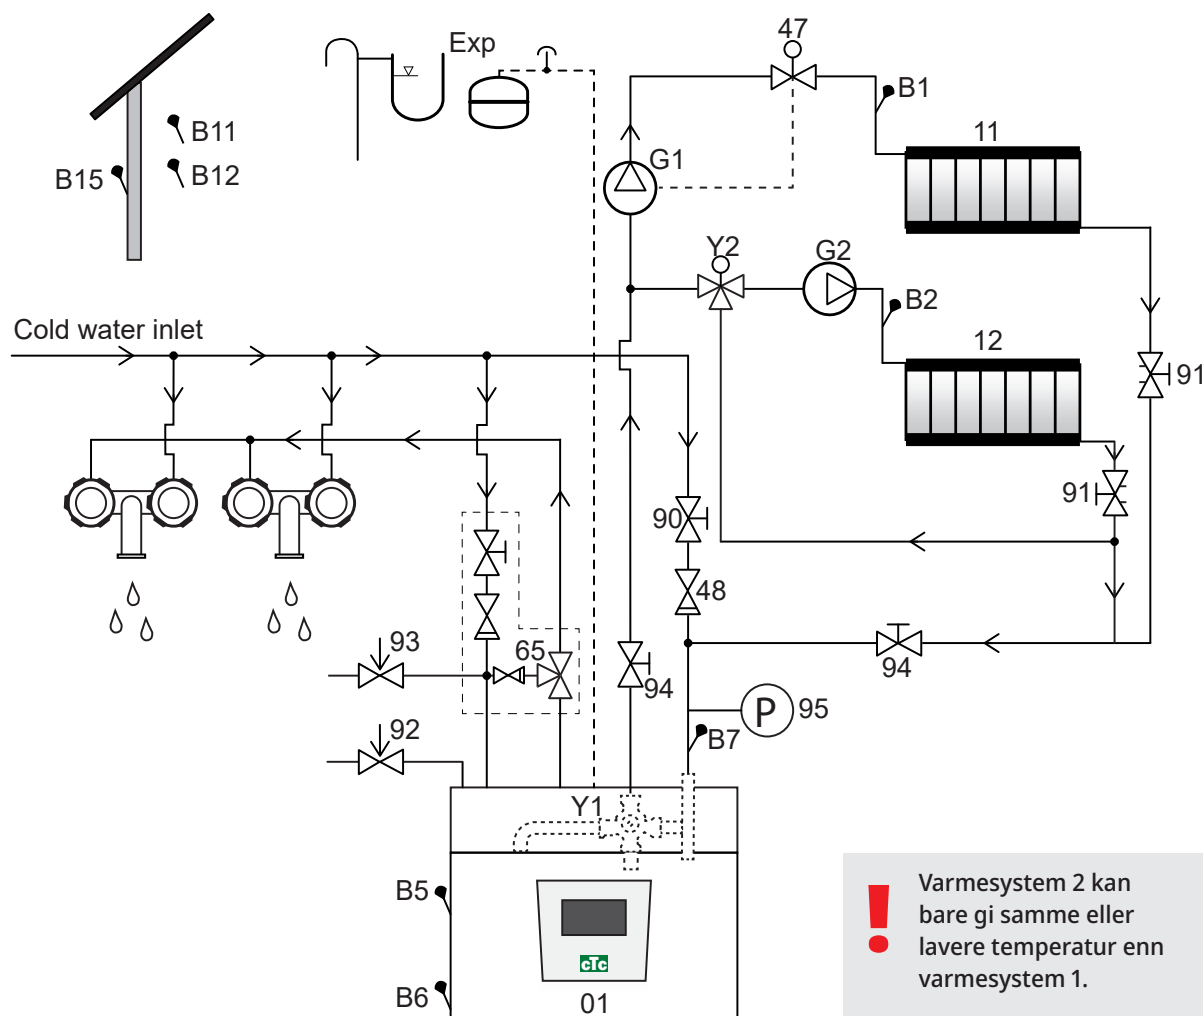 47
Exp
B1
B11
11
G1
B12
B15
Y2
G2
B2
Cold water inlet
12
91
91
90
48
93
65
94
94
95
P
92
B7
Y1
B5
cTc
B6
01
!
Varmesystem 2 kan
bare gi samme eller
lavere temperatur enn
varmesystem 1.